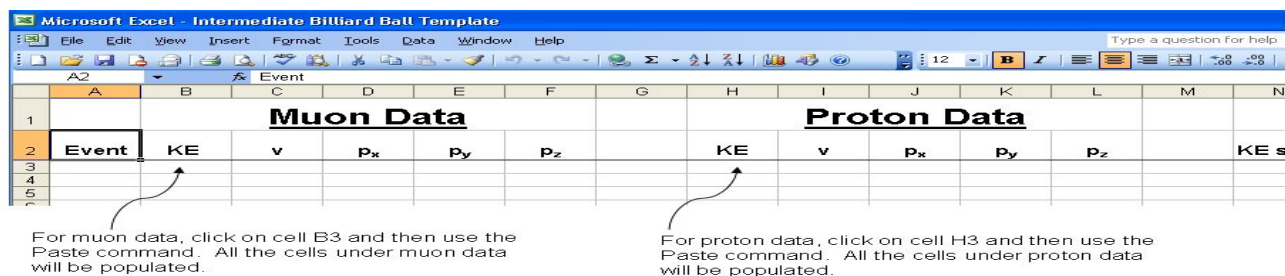 Microsoft Excel - Intermediate Billiard Ball Template
File Edit View Insert Format Tools Data Window Help Type a question for help
12 B I
A2 fx Event
A B C D E F G H I J K L M N
1 Muon Data Proton Data
2 Event KE v px py pz KE v px py pz KE s
3
4
5
For muon data, click on cell B3 and then use the
Paste command. All the cells under muon data
will be populated.
For proton data, click on cell H3 and then use the
Paste command. All the cells under proton data
will be populated.